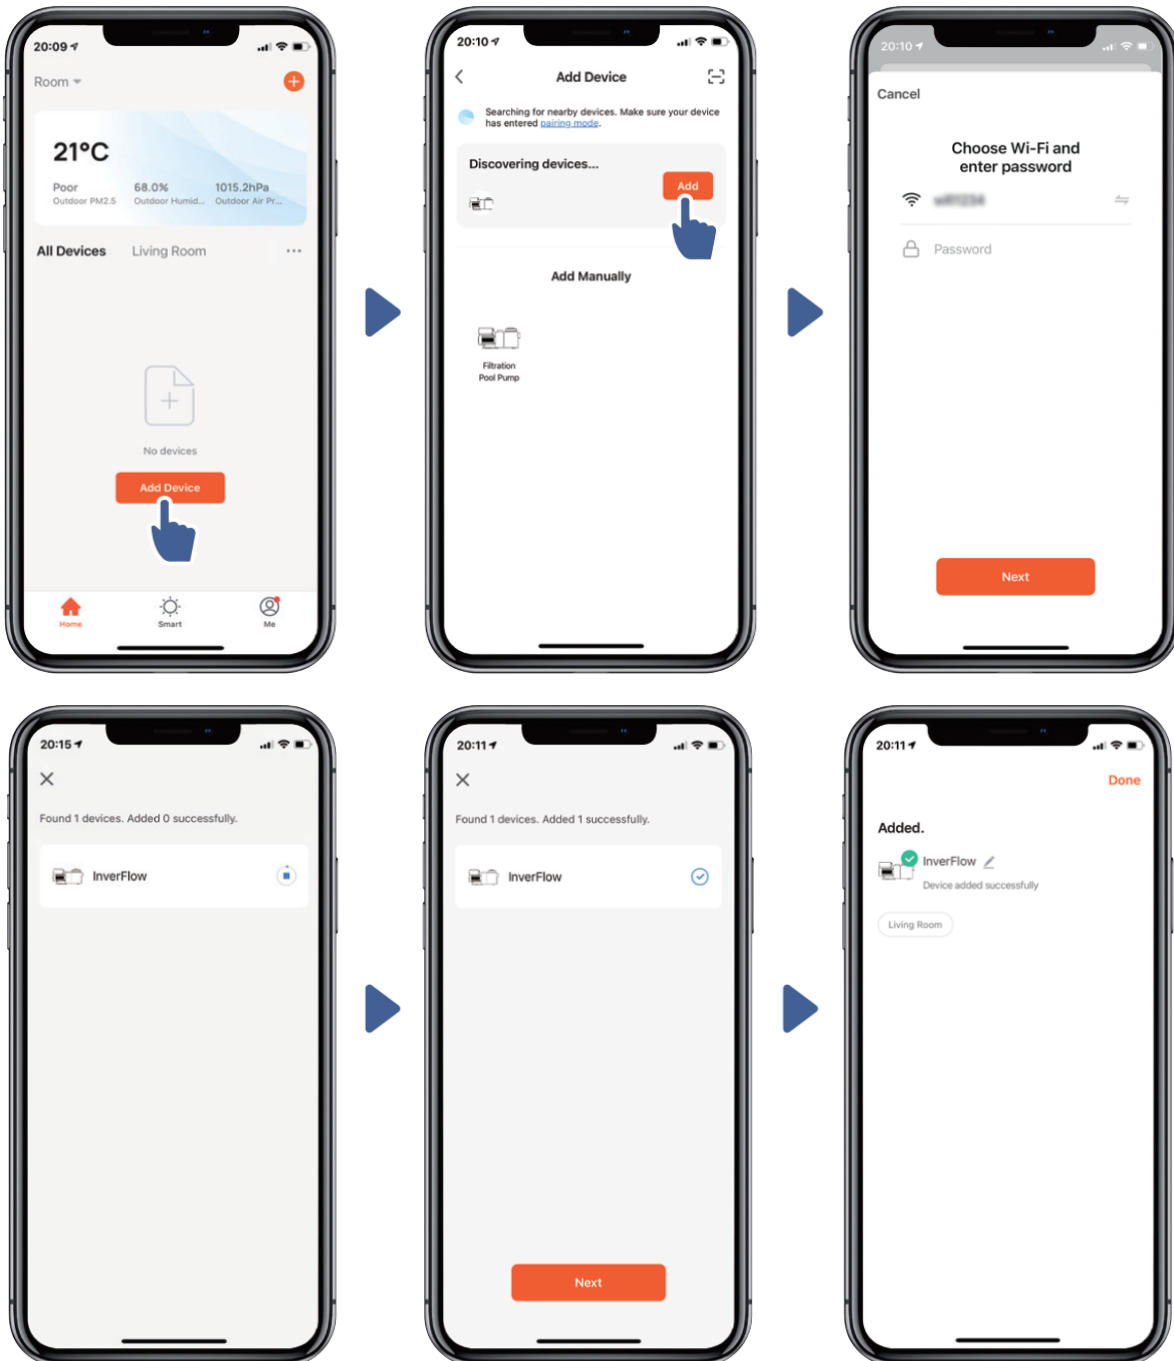 20:09
Room
21°C
Poor
68.0%
1015.2hPa
Outdoor PM2.5
Outdoor Humid...
Outdoor Air Pr...
All Devices
Living Room
No devices
Add Device
Home
Smart
Me
20:10
Add Device
Searching for nearby devices. Make sure your device
has entered pairing mode.
Discovering devices...
Add
Add Manually
Filtration
Pool Pump
20:10
Cancel
Choose Wi-Fi and
enter password
Password
Next
20:15
Found 1 devices. Added 0 successfully.
InverFlow
20:11
Found 1 devices. Added 1 successfully.
InverFlow
Next
20:11
Done
Added.
InverFlow
Device added successfully
Living Room